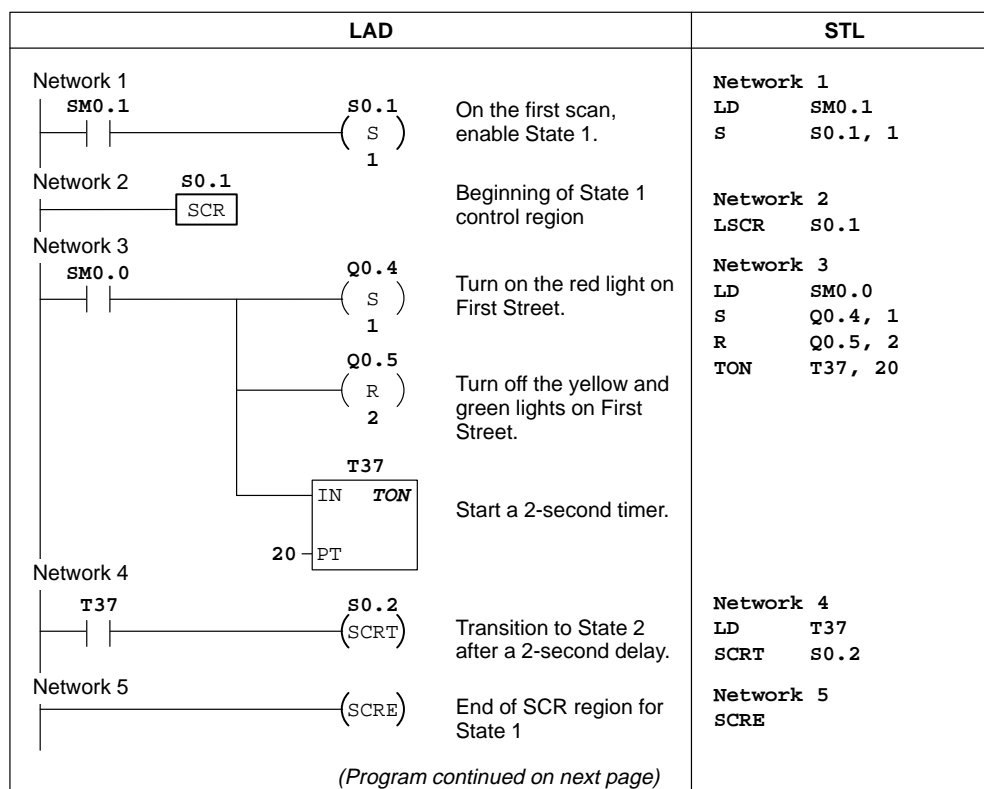 LAD
STL
Network 1
SM0.1
S0.1
S
1
On the first scan,
enable State 1.
Network 1
LD SM0.1
S S0.1, 1
Network 2
S0.1
SCR
Beginning of State 1
control region
Network 2
LSCR S0.1
Network 3
SM0.0
Q0.4
S
1
Turn on the red light on
First Street.
Q0.5
R
2
Turn off the yellow and
green lights on First
Street.
T37
IN TON
20 PT
Start a 2-second timer.
Network 3
LD SM0.0
S Q0.4, 1
R Q0.5, 2
TON T37, 20
Network 4
T37
S0.2
SCRT
Transition to State 2
after a 2-second delay.
Network 4
LD T37
SCRT S0.2
Network 5
SCRE
End of SCR region for
State 1
Network 5
SCRE
(Program continued on next page)